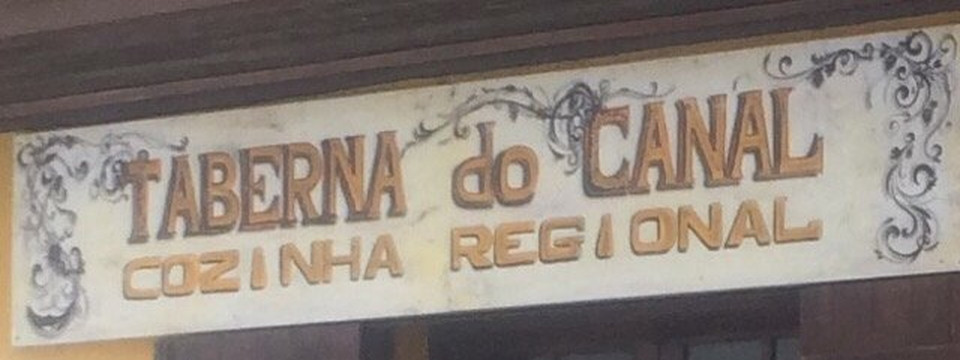 TABERNA do CANAL
COZINHA REGIONAL